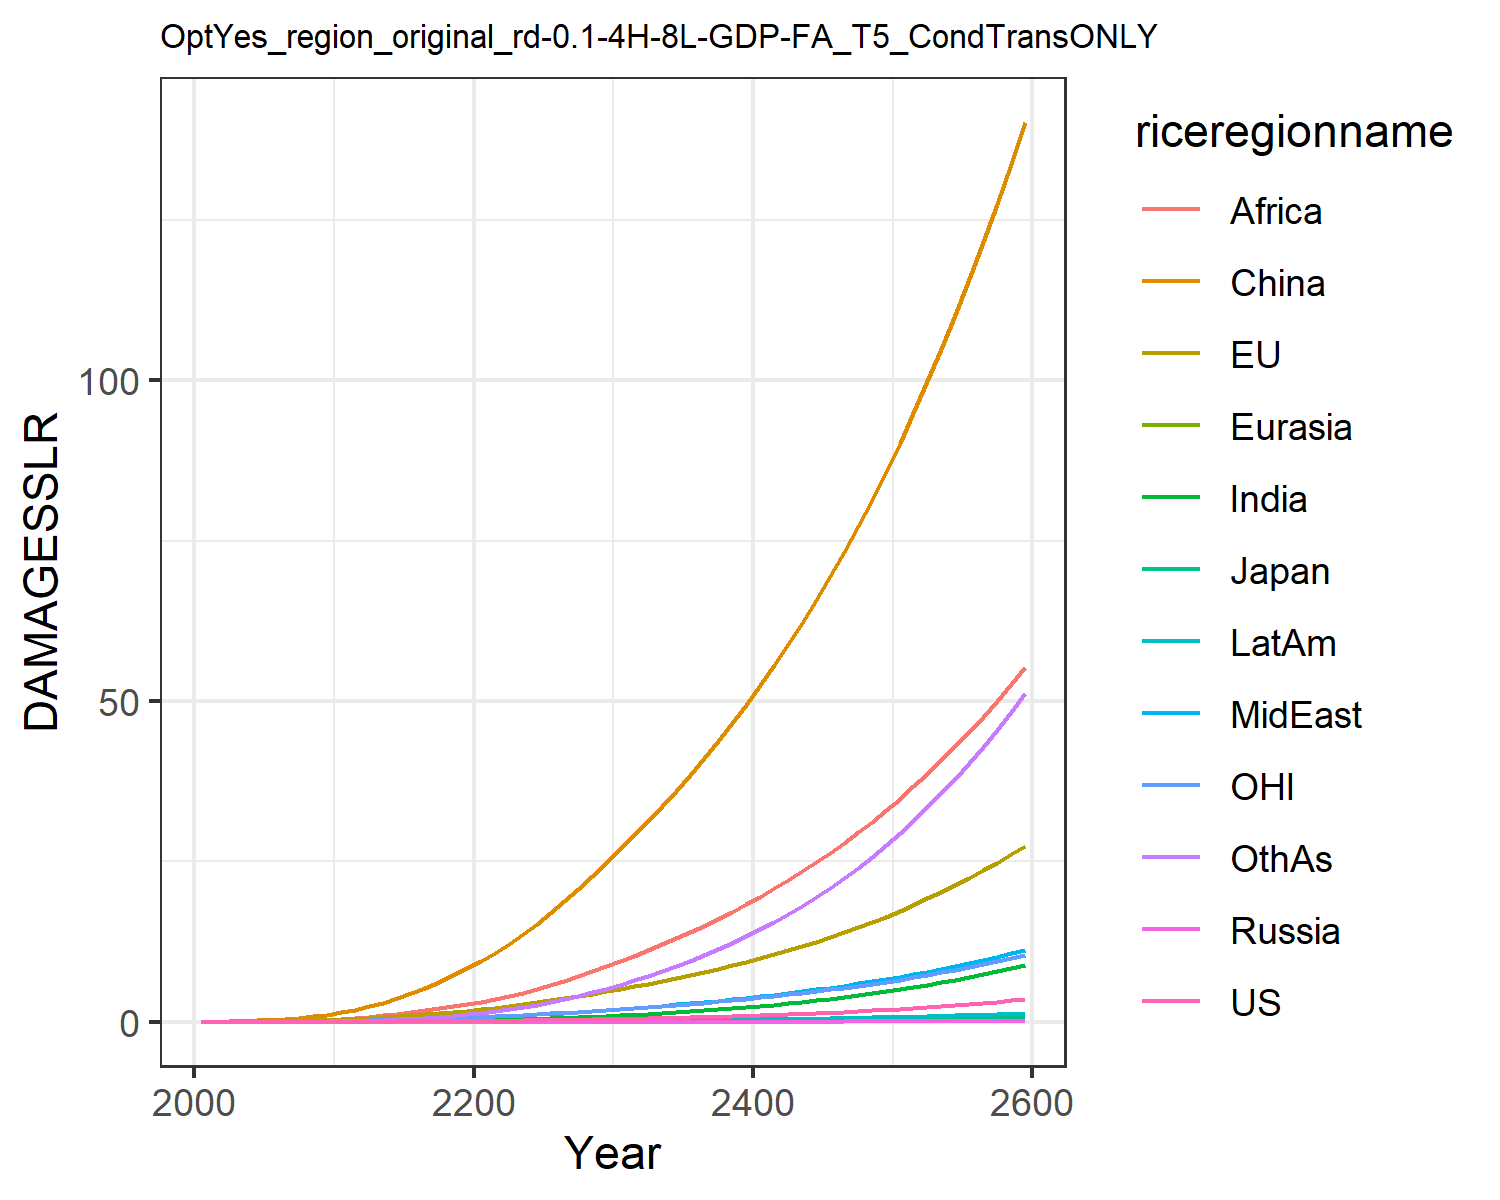 OptYes_region_original_rd-0.1-4H-8L-GDP-FA_T5_CondTransONLY
riceregionname
Africa
China
EU
Eurasia
India
Japan
LatAm
MidEast
OHI
OthAs
Russia
US
DAMAGESSLR
100
50
0
2000
2200
2400
2600
Year